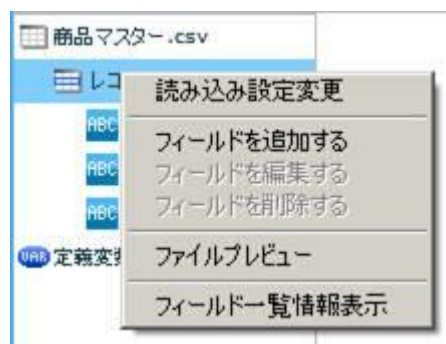 商品マスター.csv
レコ
読み込み設定変更
ABC
フィールドを追加する
ABC
フィールドを編集する
ABC
フィールドを削除する
VAR 定義変
ファイルプレビュー
フィールド一覧情報表示